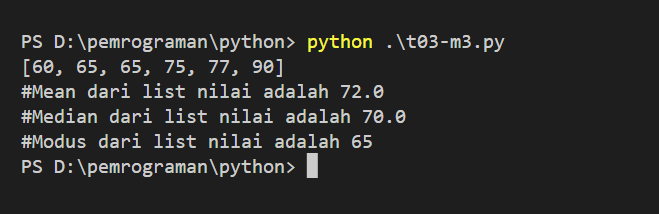 PS D:\pemrograman\python> python .\t03-m3.py
[60, 65, 65, 75, 77, 90]
#Mean dari list nilai adalah 72.0
#Median dari list nilai adalah 70.0
#Modus dari list nilai adalah 65
PS D:\pemrograman\python>